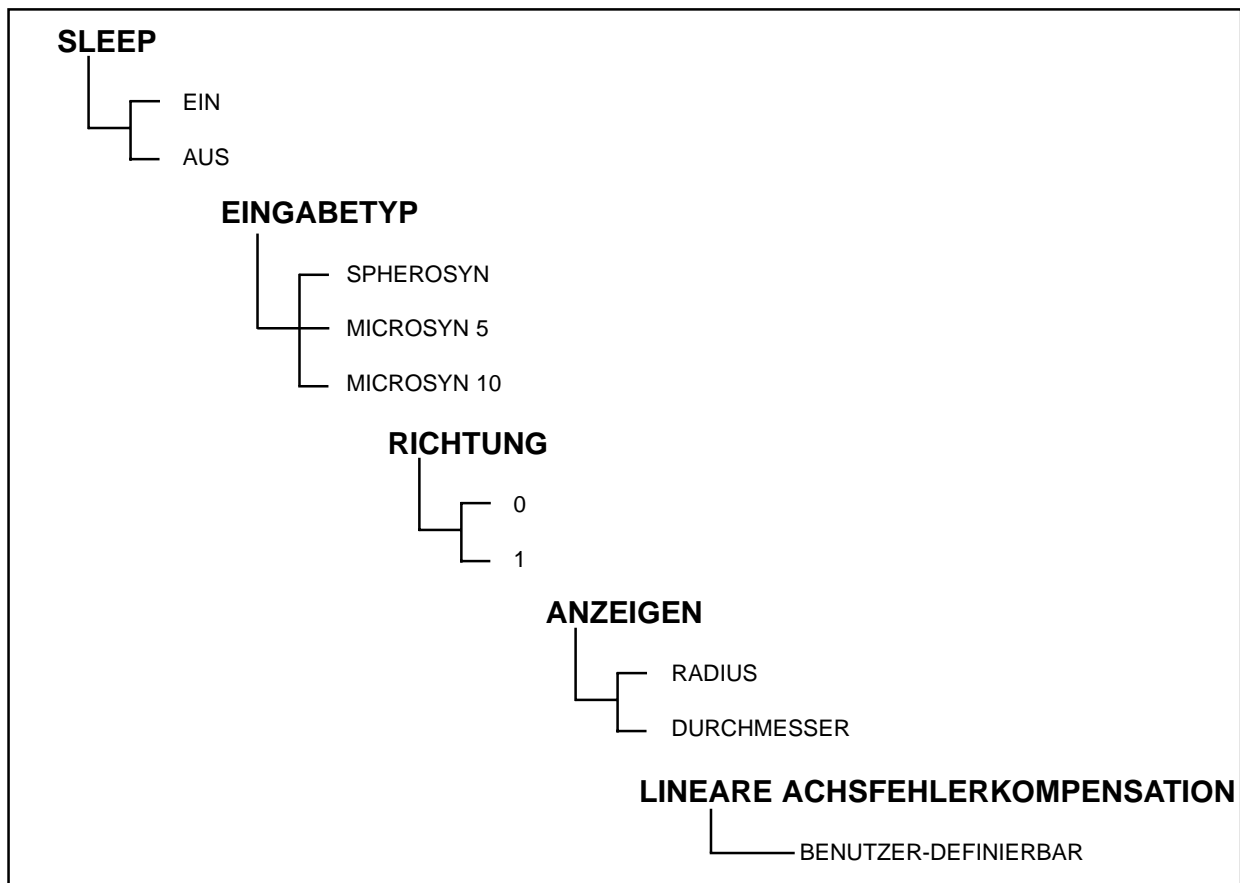 SLEEP
EIN
AUS
EINGABETYP
SPHEROSYN
MICROSYN 5
MICROSYN 10
RICHTUNG
0
1
ANZEIGEN
RADIUS
DURCHMESSER
LINEARE ACHSFEHLERKOMPENSATION
BENUTZER-DEFINIERBAR